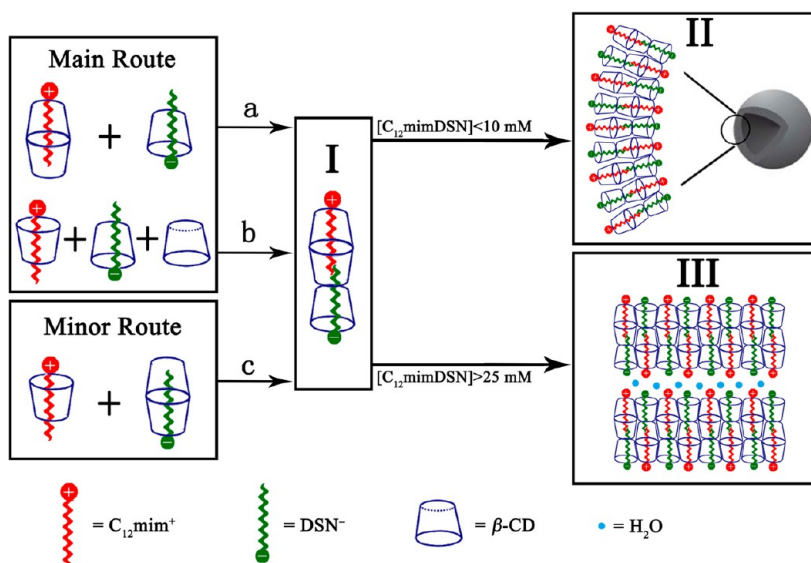 Main Route
+
a
+
+
b
Minor Route
+
c
I
[C₁₂mimDSN]<10 mM
[C₁₂mimDSN]>25 mM
II
III
= C₁₂mim⁺
= DSN⁻
= β-CD
= H₂O